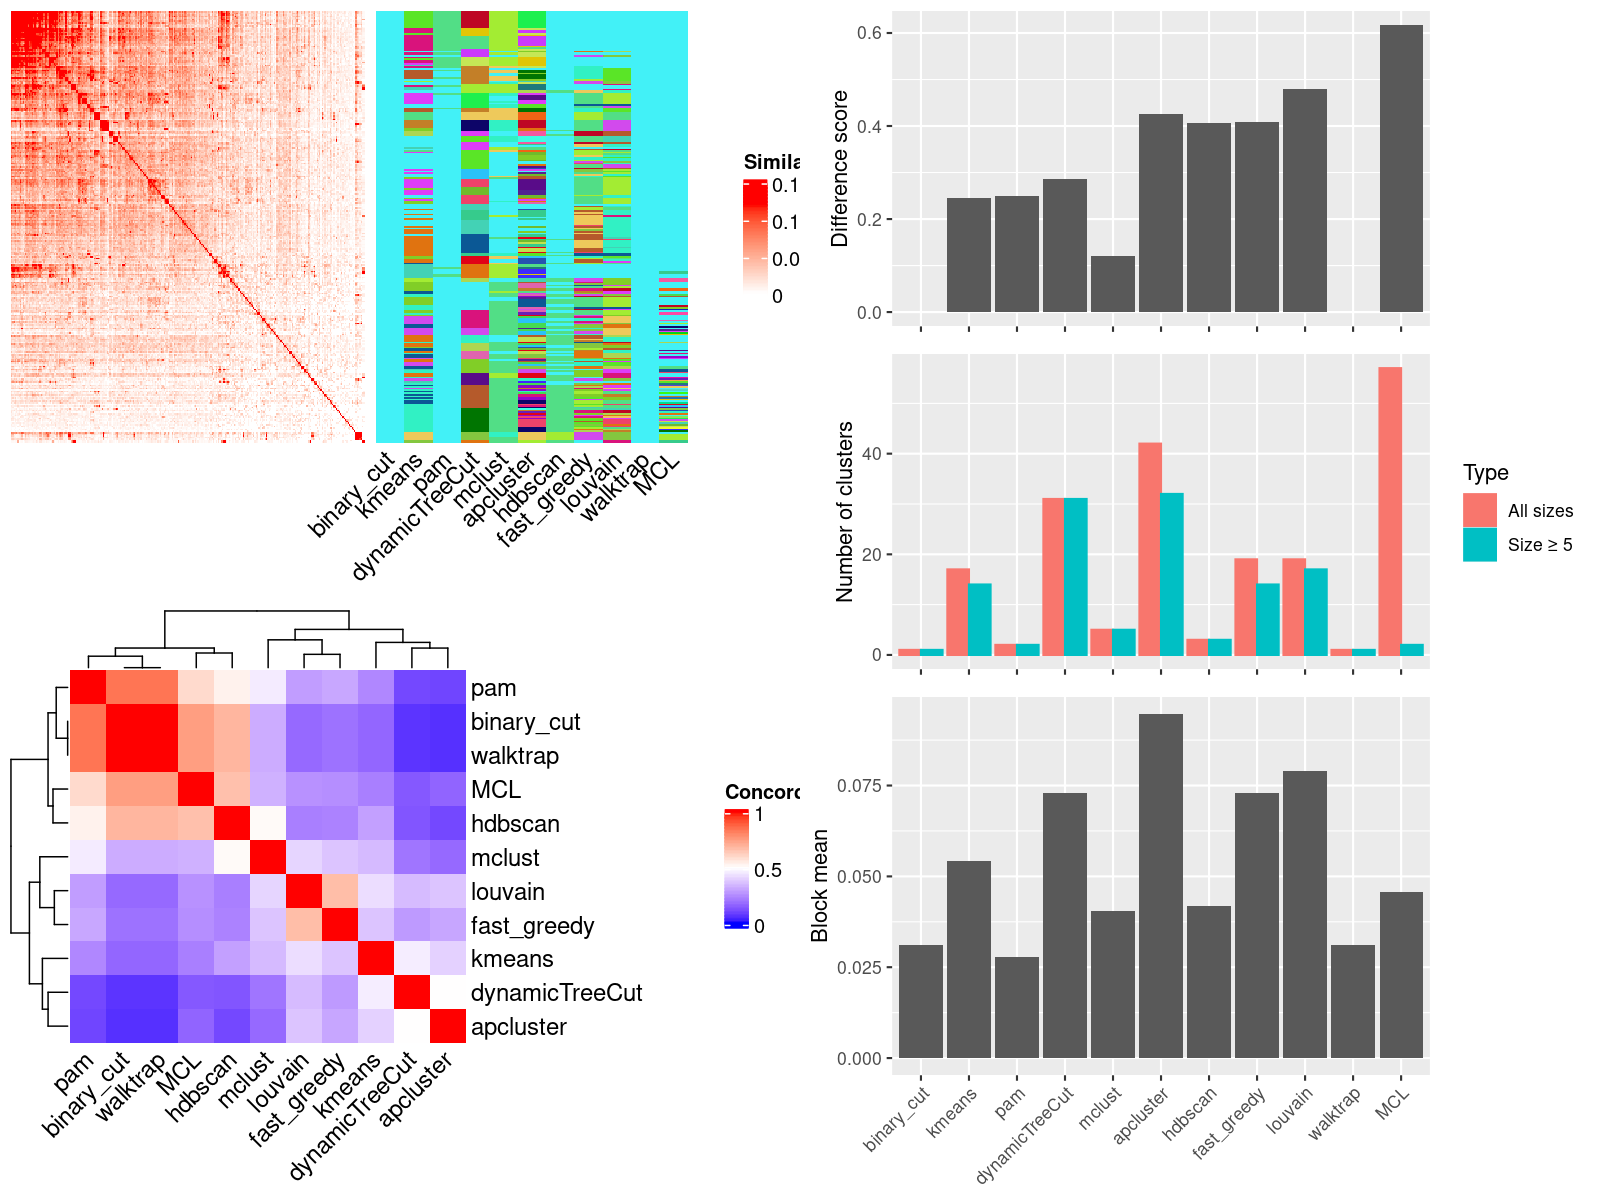 Simila
0.1
0.1
0.0
0
binary_cut
kmeans
pam
dynamicTreeCut
mclust
apcluster
hdbscan
fast_greedy
louvain
walktrap
MCL
pam
binary_cut
walktrap
MCL
hdbscan
mclust
louvain
fast_greedy
kmeans
dynamicTreeCut
apcluster
pam
binary_cut
walktrap
MCL
hdbscan
mclust
louvain
fast_greedy
kmeans
dynamicTreeCut
apcluster
Concord
1
0.5
0
Difference score
0.6
0.4
0.2
0.0
Number of clusters
40
20
0
Type
All sizes
Size ≥ 5
Block mean
0.075
0.050
0.025
0.000
binary_cut
kmeans
pam
dynamicTreeCut
mclust
apcluster
hdbscan
fast_greedy
louvain
walktrap
MCL